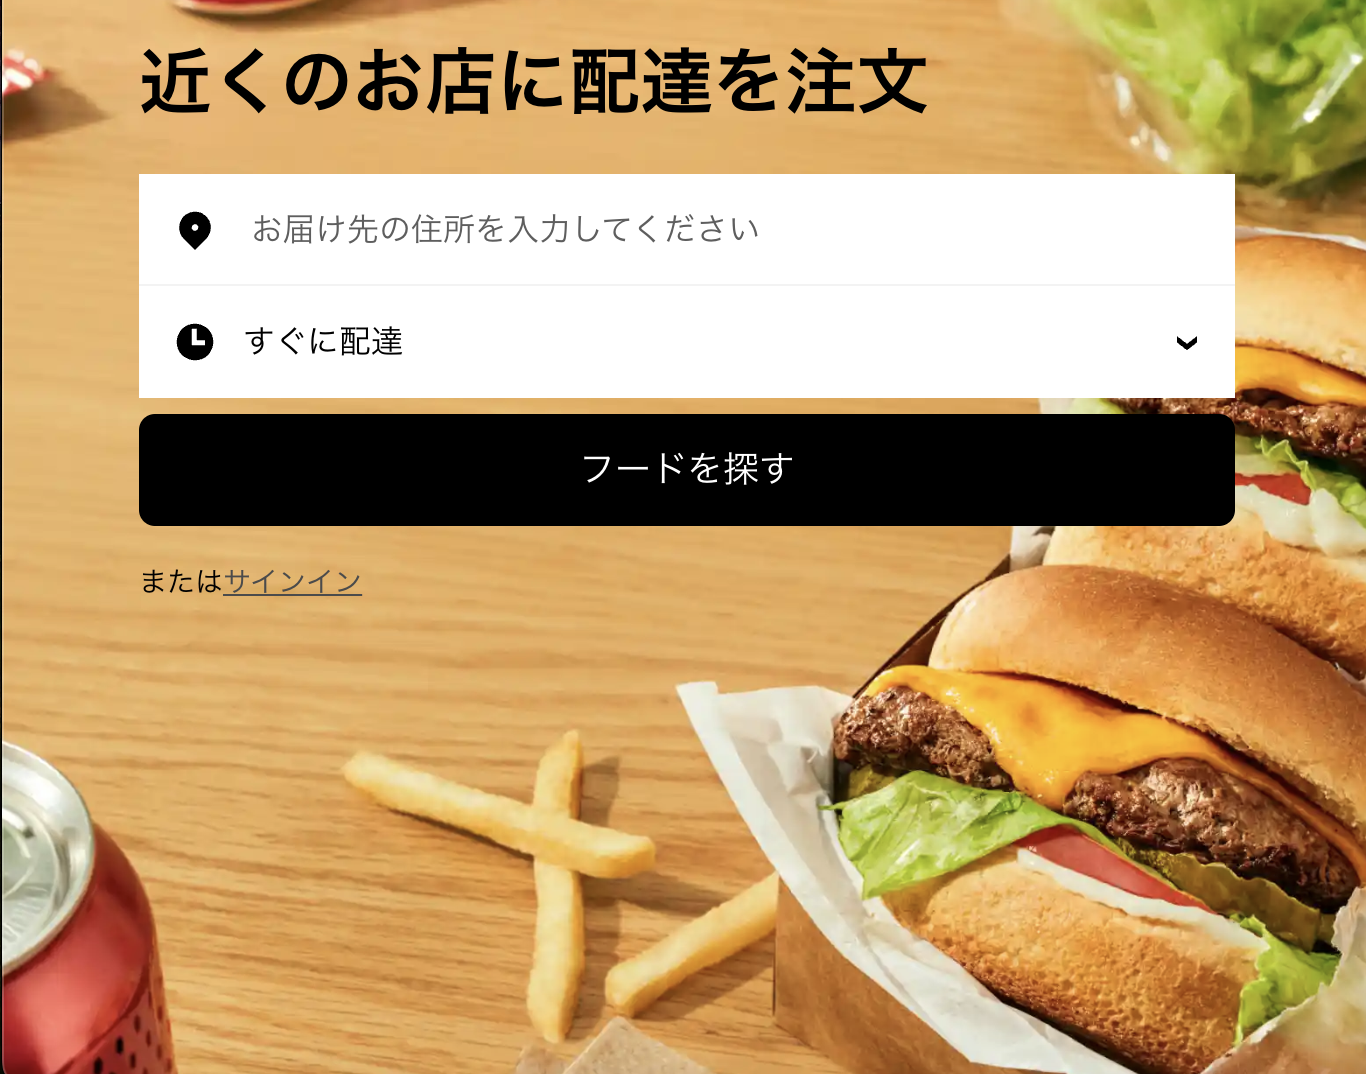 近くのお店に配達を注文
お届け先の住所を入力してください
すぐに配達
フードを探す
またはサインイン